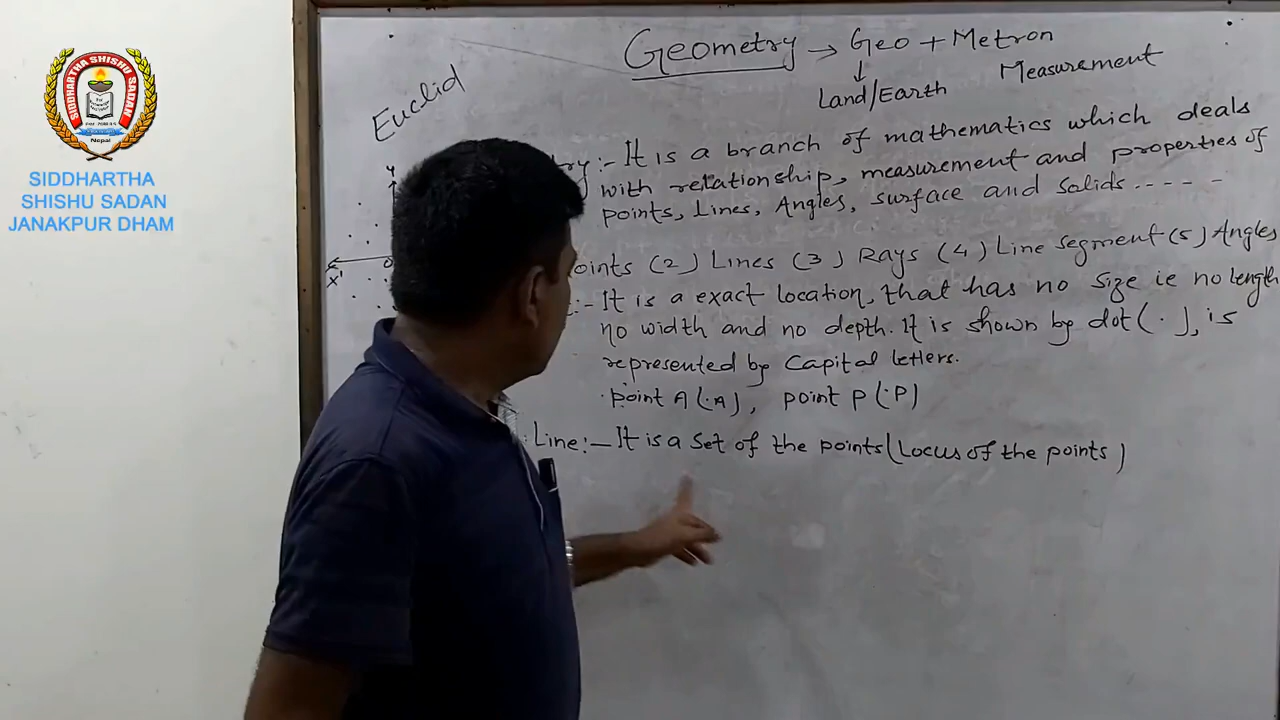 SIDDHARTHA SHISHU SADAN
Nepal
SIDDHARTHA
SHISHU SADAN
JANAKPUR DHAM
Euclid
Geometry → Geo + Metron
Land/Earth Measurement
ry:- It is a branch of mathematics which deals
with relationship, measurement and properties of
points, Lines, Angles, surface and solids.----
oints (2) Lines (3) Rays (4) Line segment (5) Angles
:- It is a exact location, that has no size ie no length
no width and no depth. It is shown by dot (·), is
represented by Capital letters.
point A (·A), point P (·P)
Line:- It is a set of the points (Locus of the points)
Y
X'
O